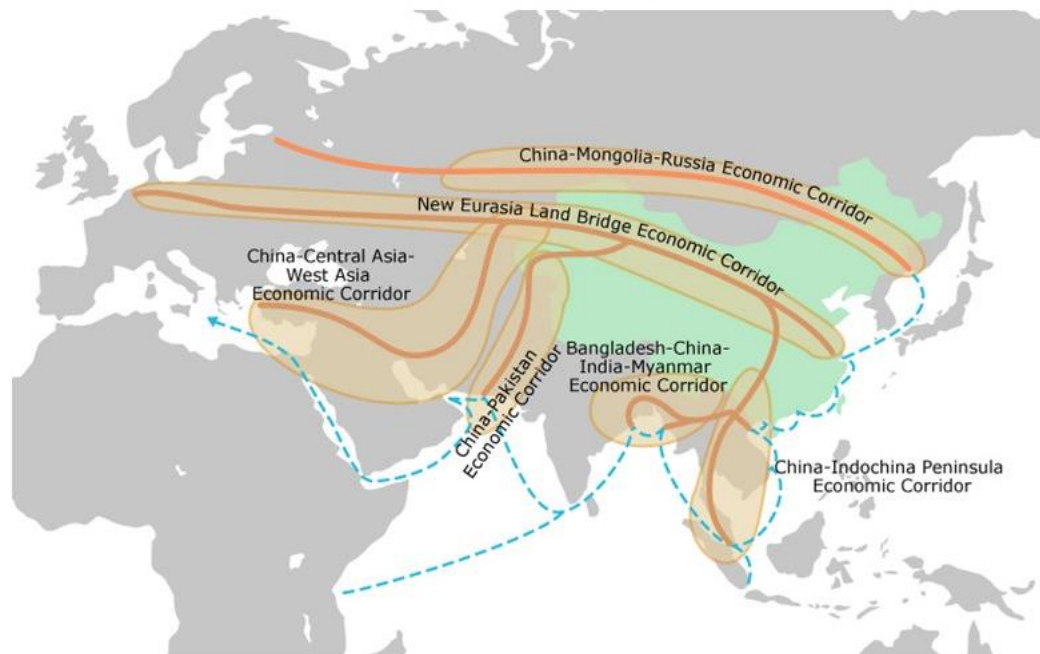 China-Mongolia-Russia Economic Corridor
New Eurasia Land Bridge Economic Corridor
China-Central Asia-
West Asia
Economic Corridor
China-Pakistan
Economic Corridor
Bangladesh-China-
India-Myanmar
Economic Corridor
China-Indochina Peninsula
Economic Corridor